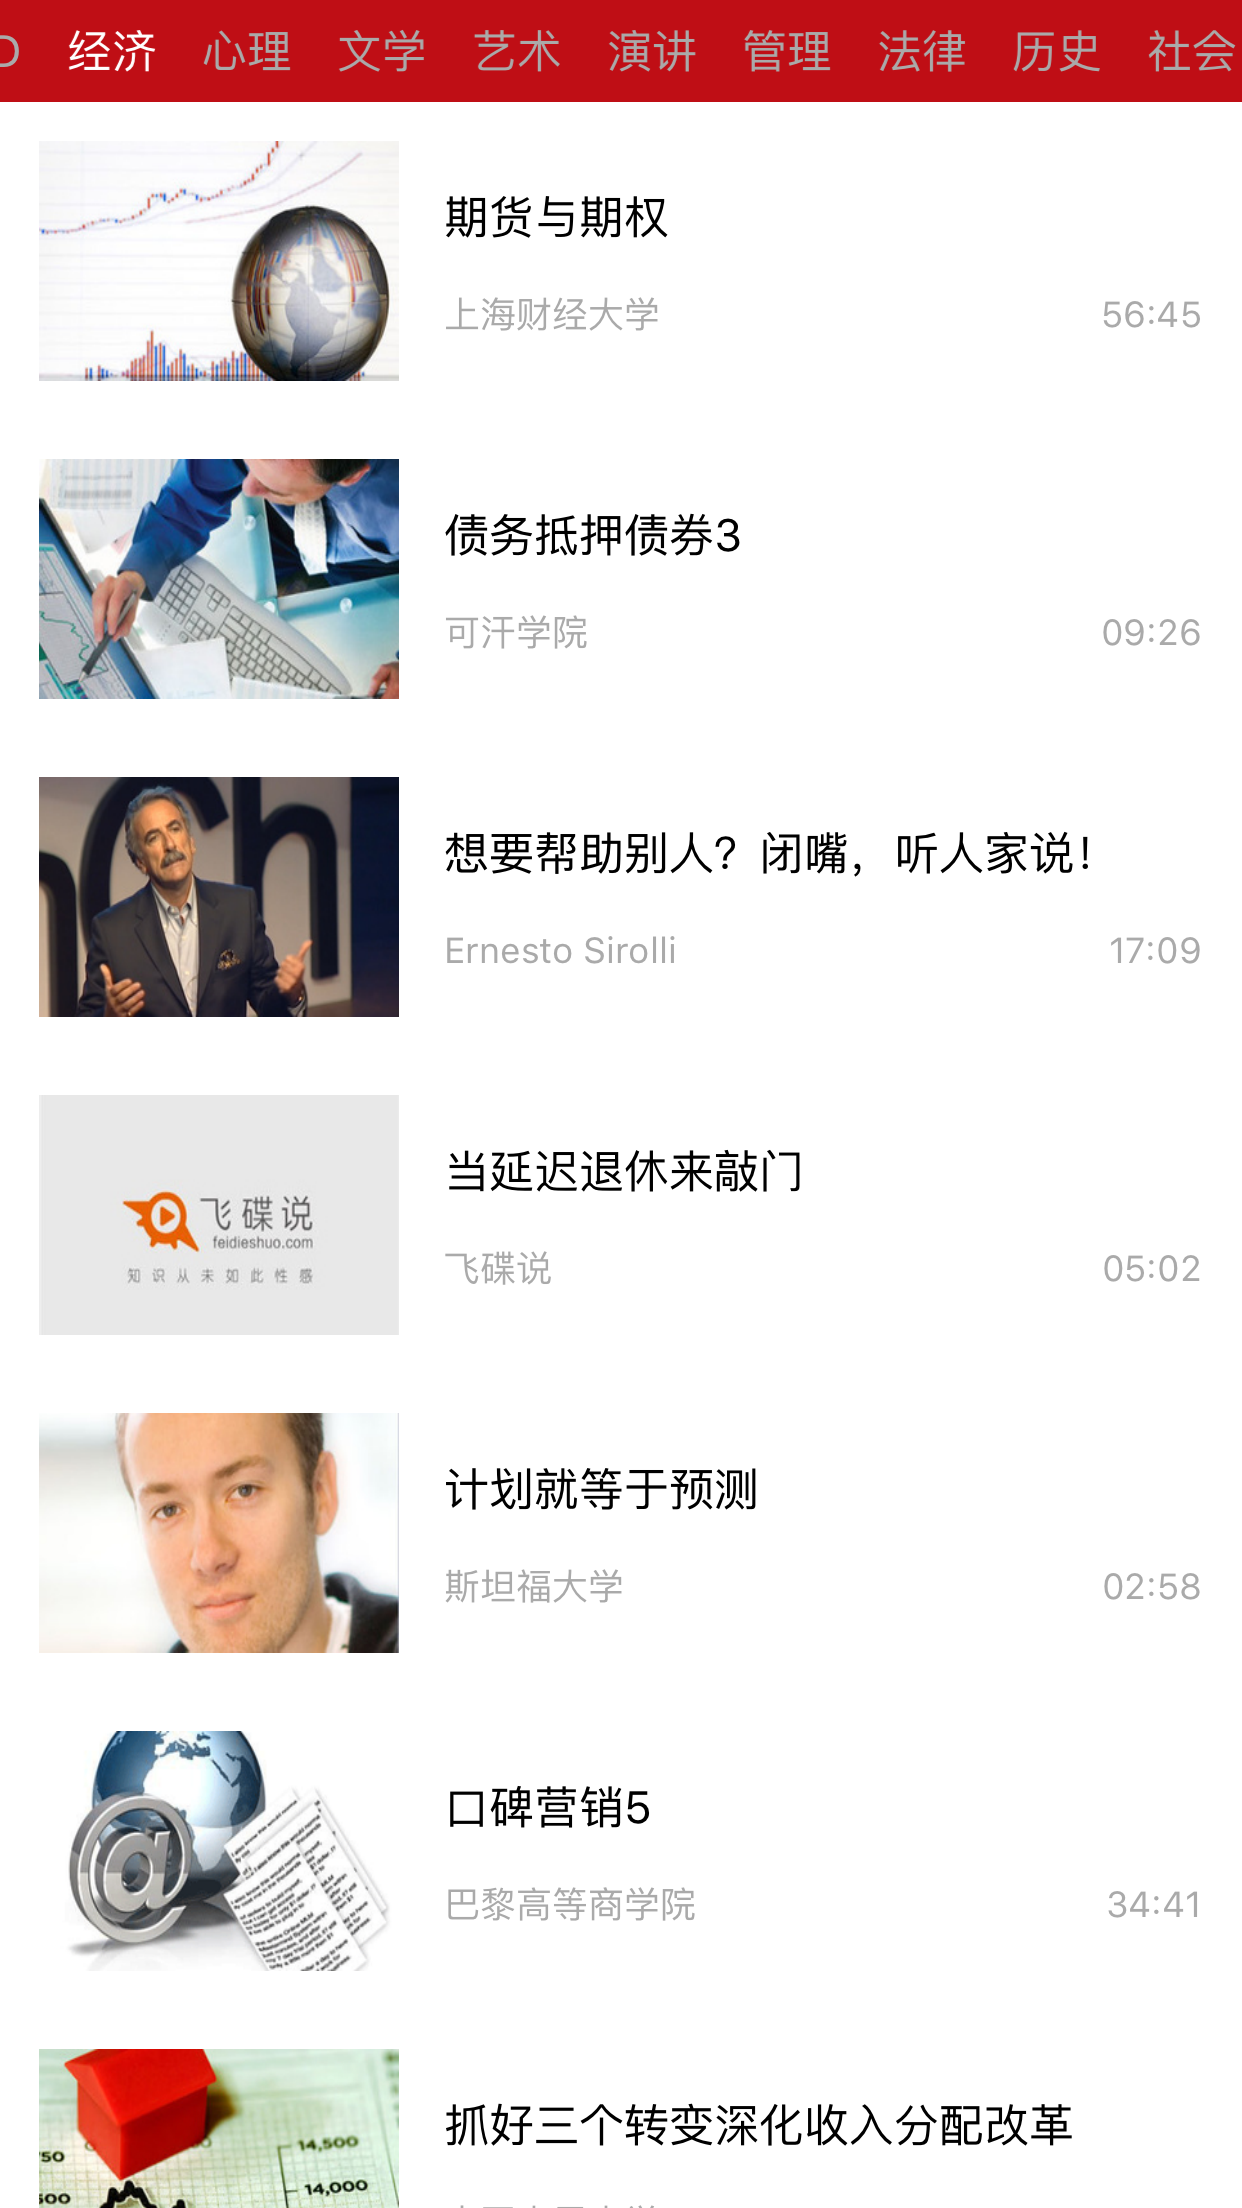 经济 心理 文学 艺术 演讲 管理 法律 历史 社会
期货与期权
上海财经大学 56:45
债务抵押债券3
可汗学院 09:26
想要帮助别人？闭嘴，听人家说！
Ernesto Sirolli 17:09
飞碟说
feidieshuo.com
知识从未如此性感
当延迟退休来敲门
飞碟说 05:02
计划就等于预测
斯坦福大学 02:58
口碑营销5
巴黎高等商学院 34:41
抓好三个转变深化收入分配改革
14,500
14,000